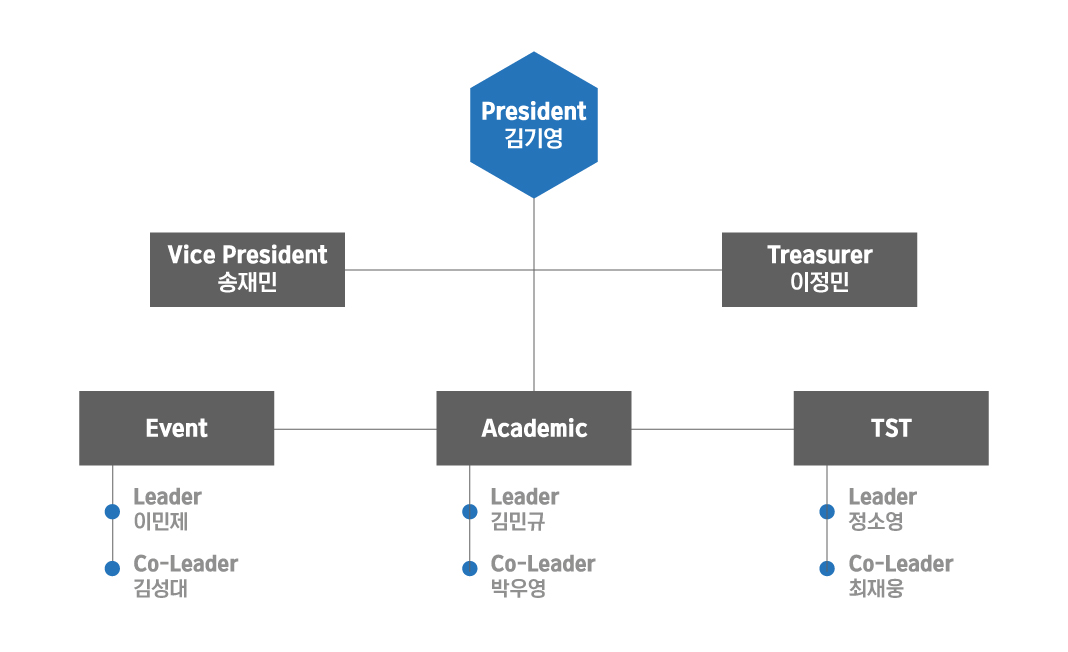 President
김기영
Vice President
송재민
Treasurer
이정민
Event
Academic
TST
Leader
이민제
Co-Leader
김성대
Leader
김민규
Co-Leader
박우영
Leader
정소영
Co-Leader
최재웅